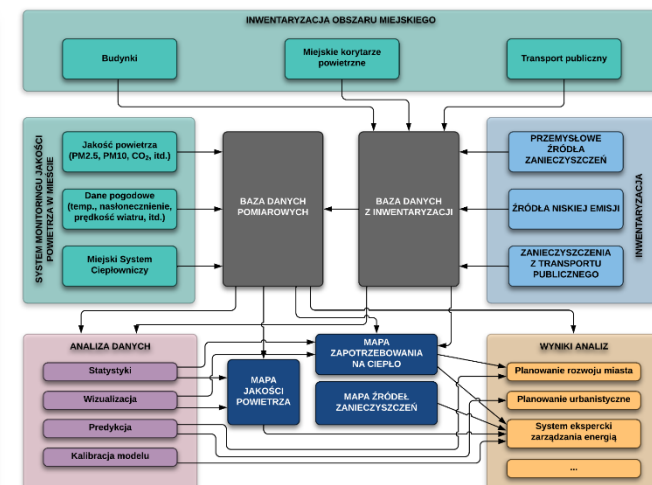 INWENTARYZACJA OBSZARU MIEJSKIEGO
Budynki
Miejskie korytarze
powietrzne
Transport publiczny
SYSTEM MONITORINGU JAKOŚCI
POWIETRZA W MIEŚCIE
Jakość powietrza
(PM2.5, PM10, CO₂, itd.)
Dane pogodowe
(temp., nasłonecznienie,
prędkość wiatru, itd.)
Miejski System
Ciepłowniczy
BAZA DANYCH
POMIAROWYCH
BAZA DANYCH
Z INWENTARYZACJI
PRZEMYSŁOWE
ŹRÓDŁA
ZANIECZYSZCZEŃ
ŹRÓDŁA NISKIEJ EMISJI
ZANIECZYSZCZENIA
Z TRANSPORTU
PUBLICZNEGO
INWENTARYZACJA
ANALIZA DANYCH
Statystyki
Wizualizacja
Predykcja
Kalibracja modelu
MAPA
JAKOŚCI
POWIETRZA
MAPA
ZAPOTRZEBOWANIA
NA CIEPŁO
MAPA ŹRÓDEŁ
ZANIECZYSZCZEŃ
WYNIKI ANALIZ
Planowanie rozwoju miasta
Planowanie urbanistyczne
System ekspercki
zarządzania energią
...